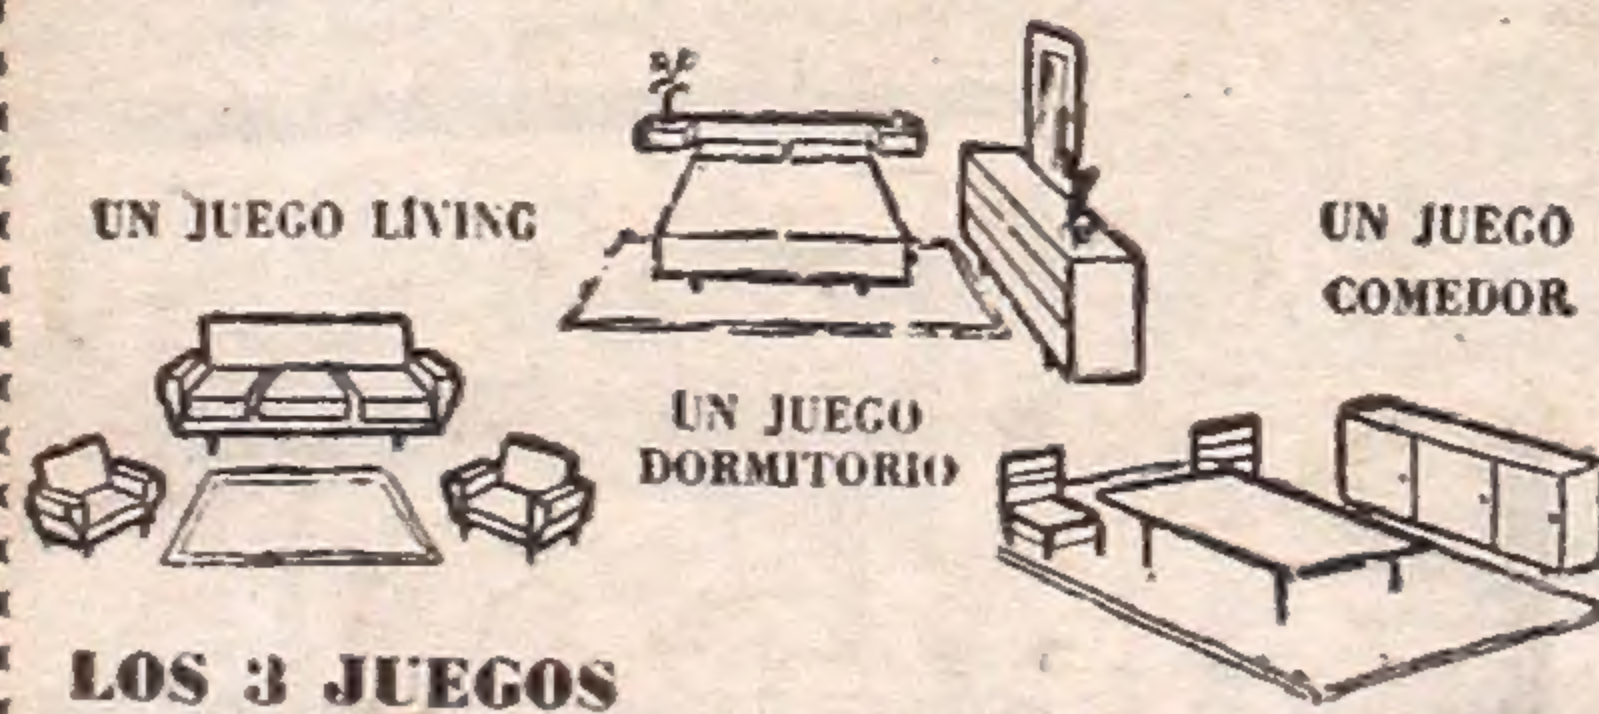 UN JUEGO LIVING
UN JUEGO
DORMITORIO
UN JUEGO
COMEDOR
LOS 3 JUEGOS